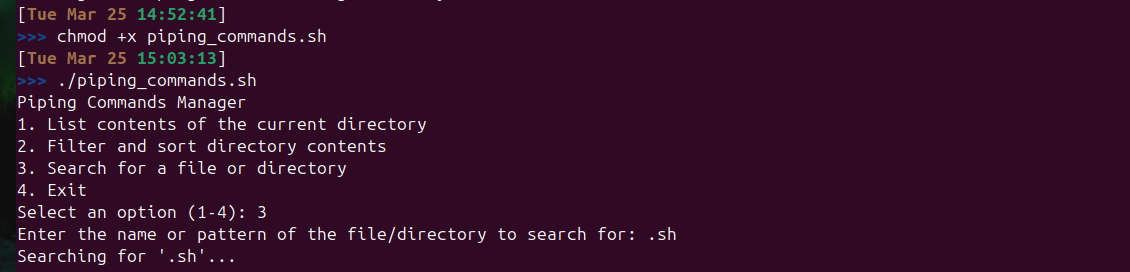 [Tue Mar 25 14:52:41]
>>> chmod +x piping_commands.sh
[Tue Mar 25 15:03:13]
>>> ./piping_commands.sh
Piping Commands Manager
1. List contents of the current directory
2. Filter and sort directory contents
3. Search for a file or directory
4. Exit
Select an option (1-4): 3
Enter the name or pattern of the file/directory to search for: .sh
Searching for '.sh'...